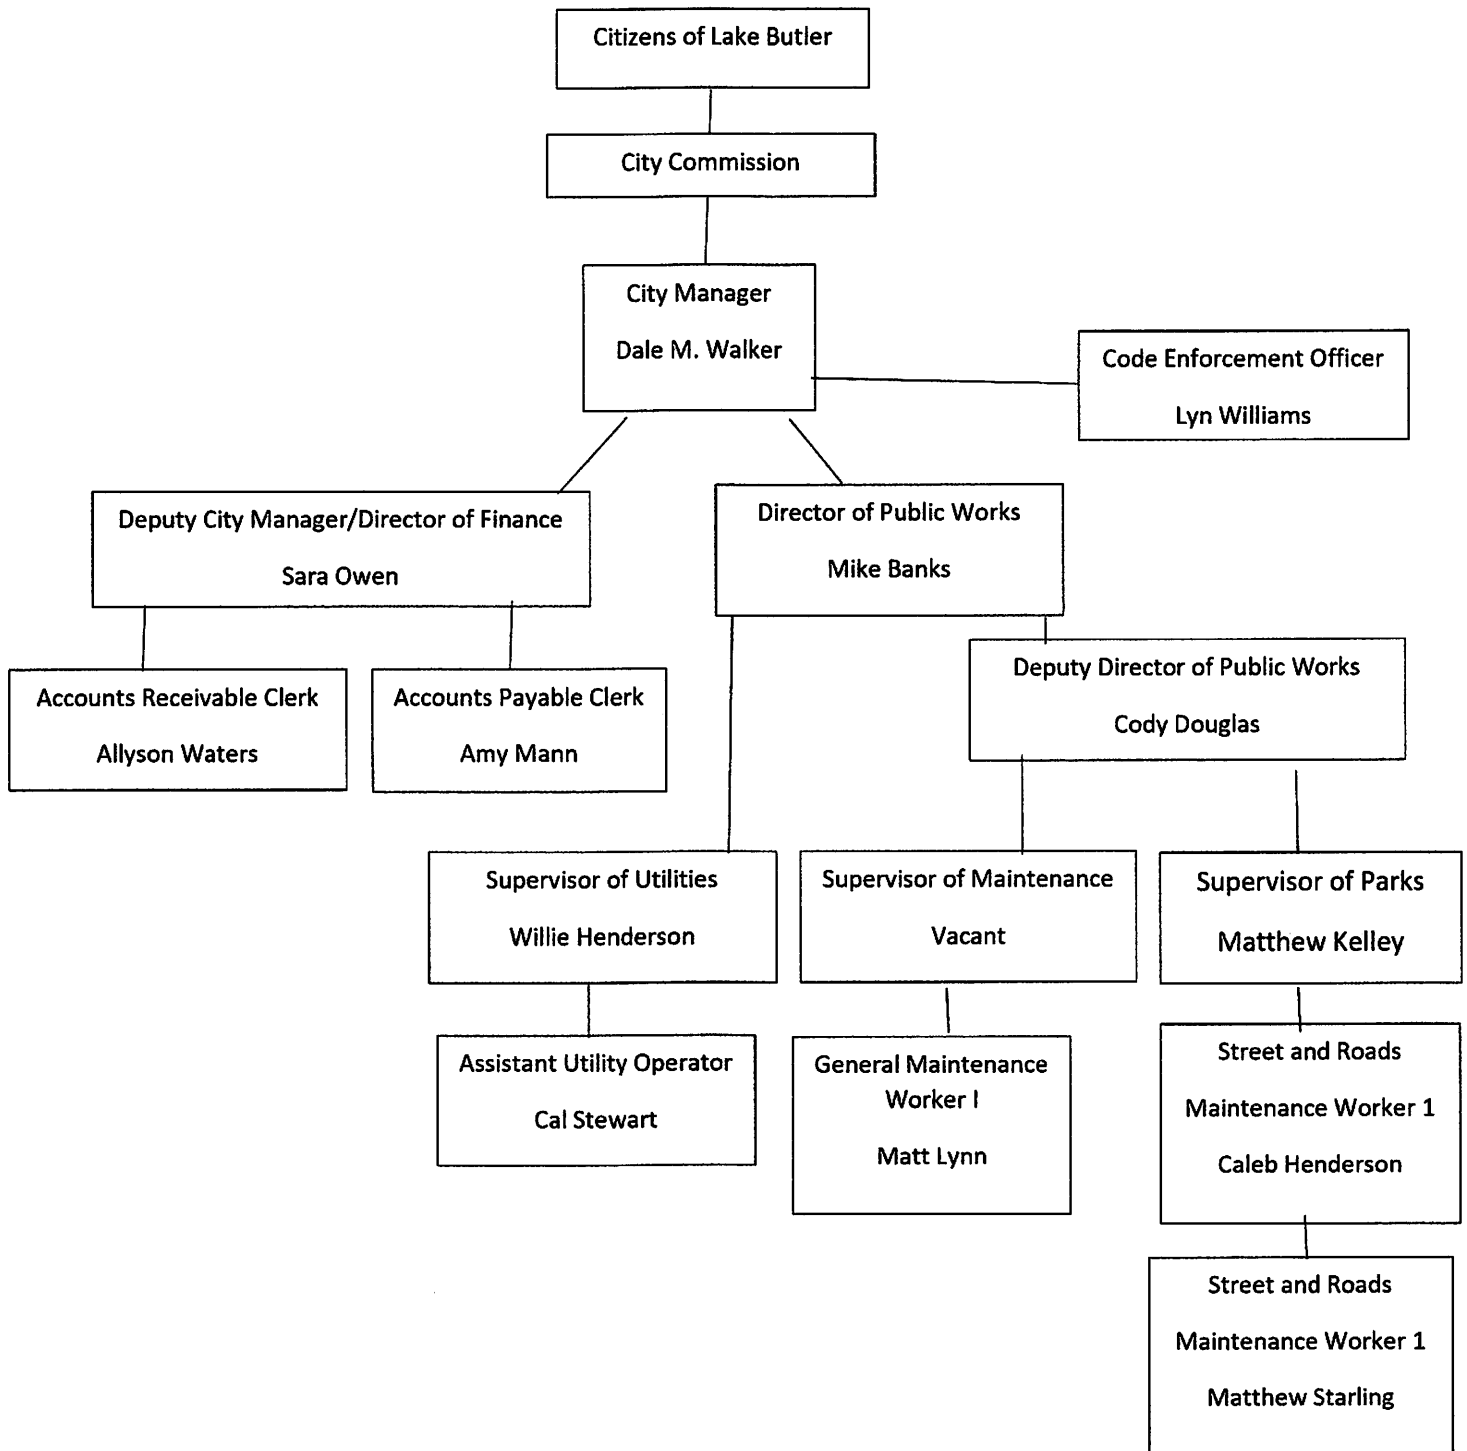 Citizens of Lake Butler
City Commission
City Manager
Dale M. Walker
Code Enforcement Officer
Lyn Williams
Deputy City Manager/Director of Finance
Sara Owen
Director of Public Works
Mike Banks
Accounts Receivable Clerk
Allyson Waters
Accounts Payable Clerk
Amy Mann
Deputy Director of Public Works
Cody Douglas
Supervisor of Utilities
Willie Henderson
Supervisor of Maintenance
Vacant
Supervisor of Parks
Matthew Kelley
Assistant Utility Operator
Cal Stewart
General Maintenance
Worker I
Matt Lynn
Street and Roads
Maintenance Worker 1
Caleb Henderson
Street and Roads
Maintenance Worker 1
Matthew Starling